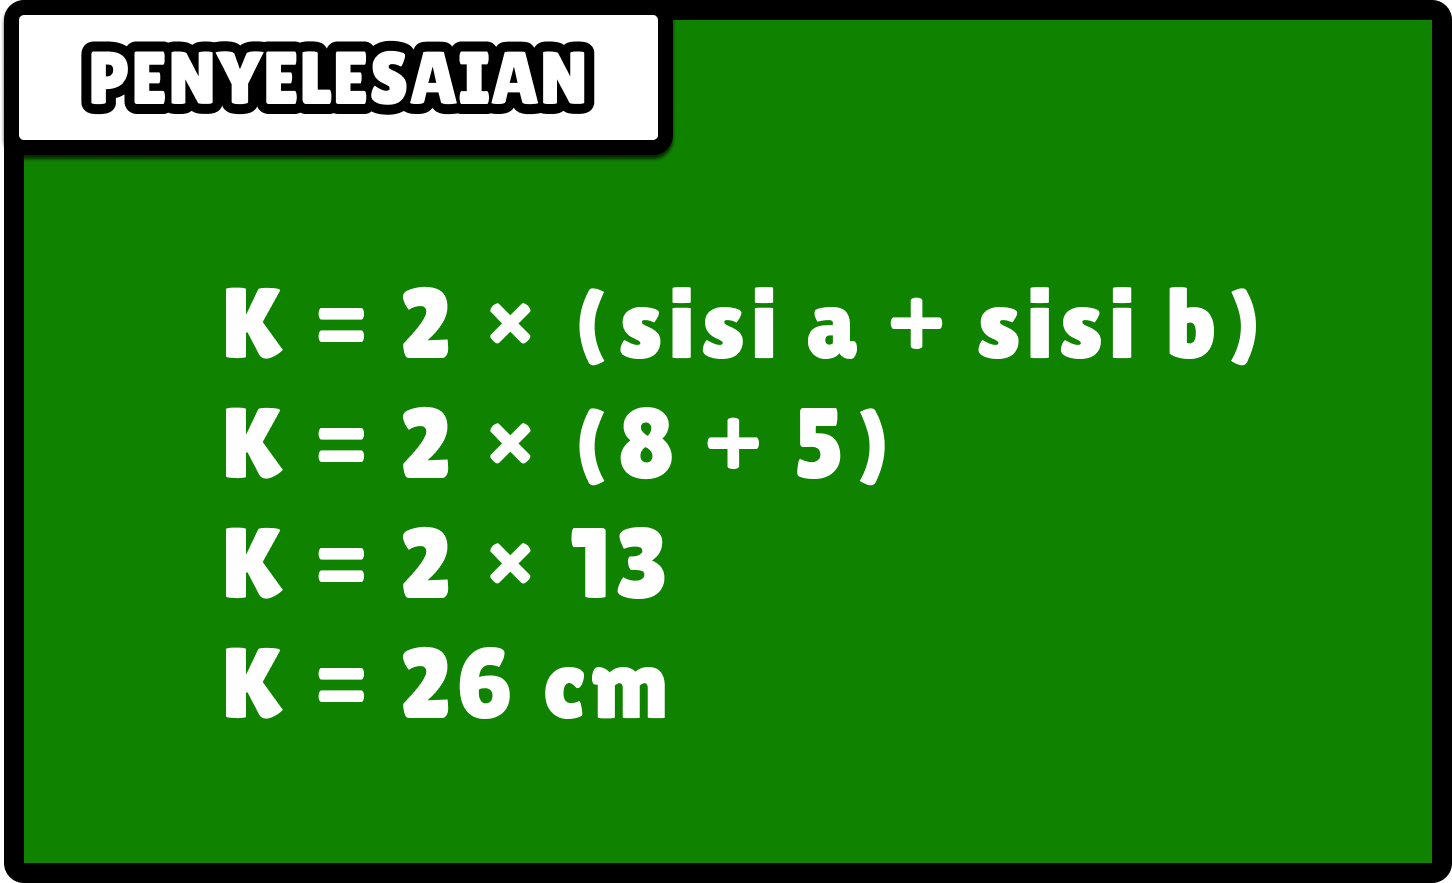 PENYELESAIAN
K = 2 × (sisi a + sisi b)
K = 2 × (8 + 5)
K = 2 × 13
K = 26 cm